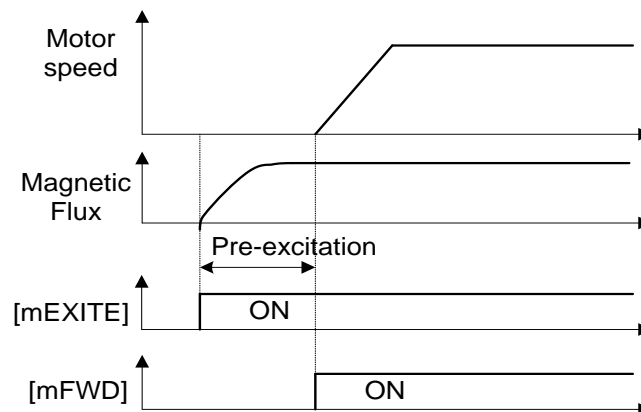 Motor
speed
Magnetic
Flux
Pre-excitation
[mEXITE]
ON
[mFWD]
ON